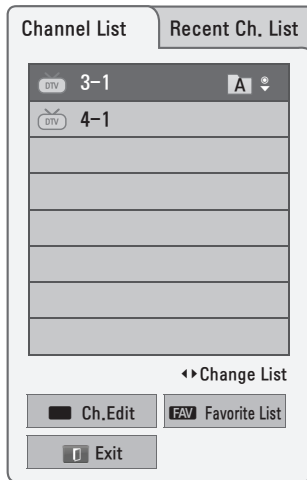 Channel List Recent Ch. List
DTV 3-1 A
DTV 4-1
Change List
Ch.Edit FAV Favorite List
Exit